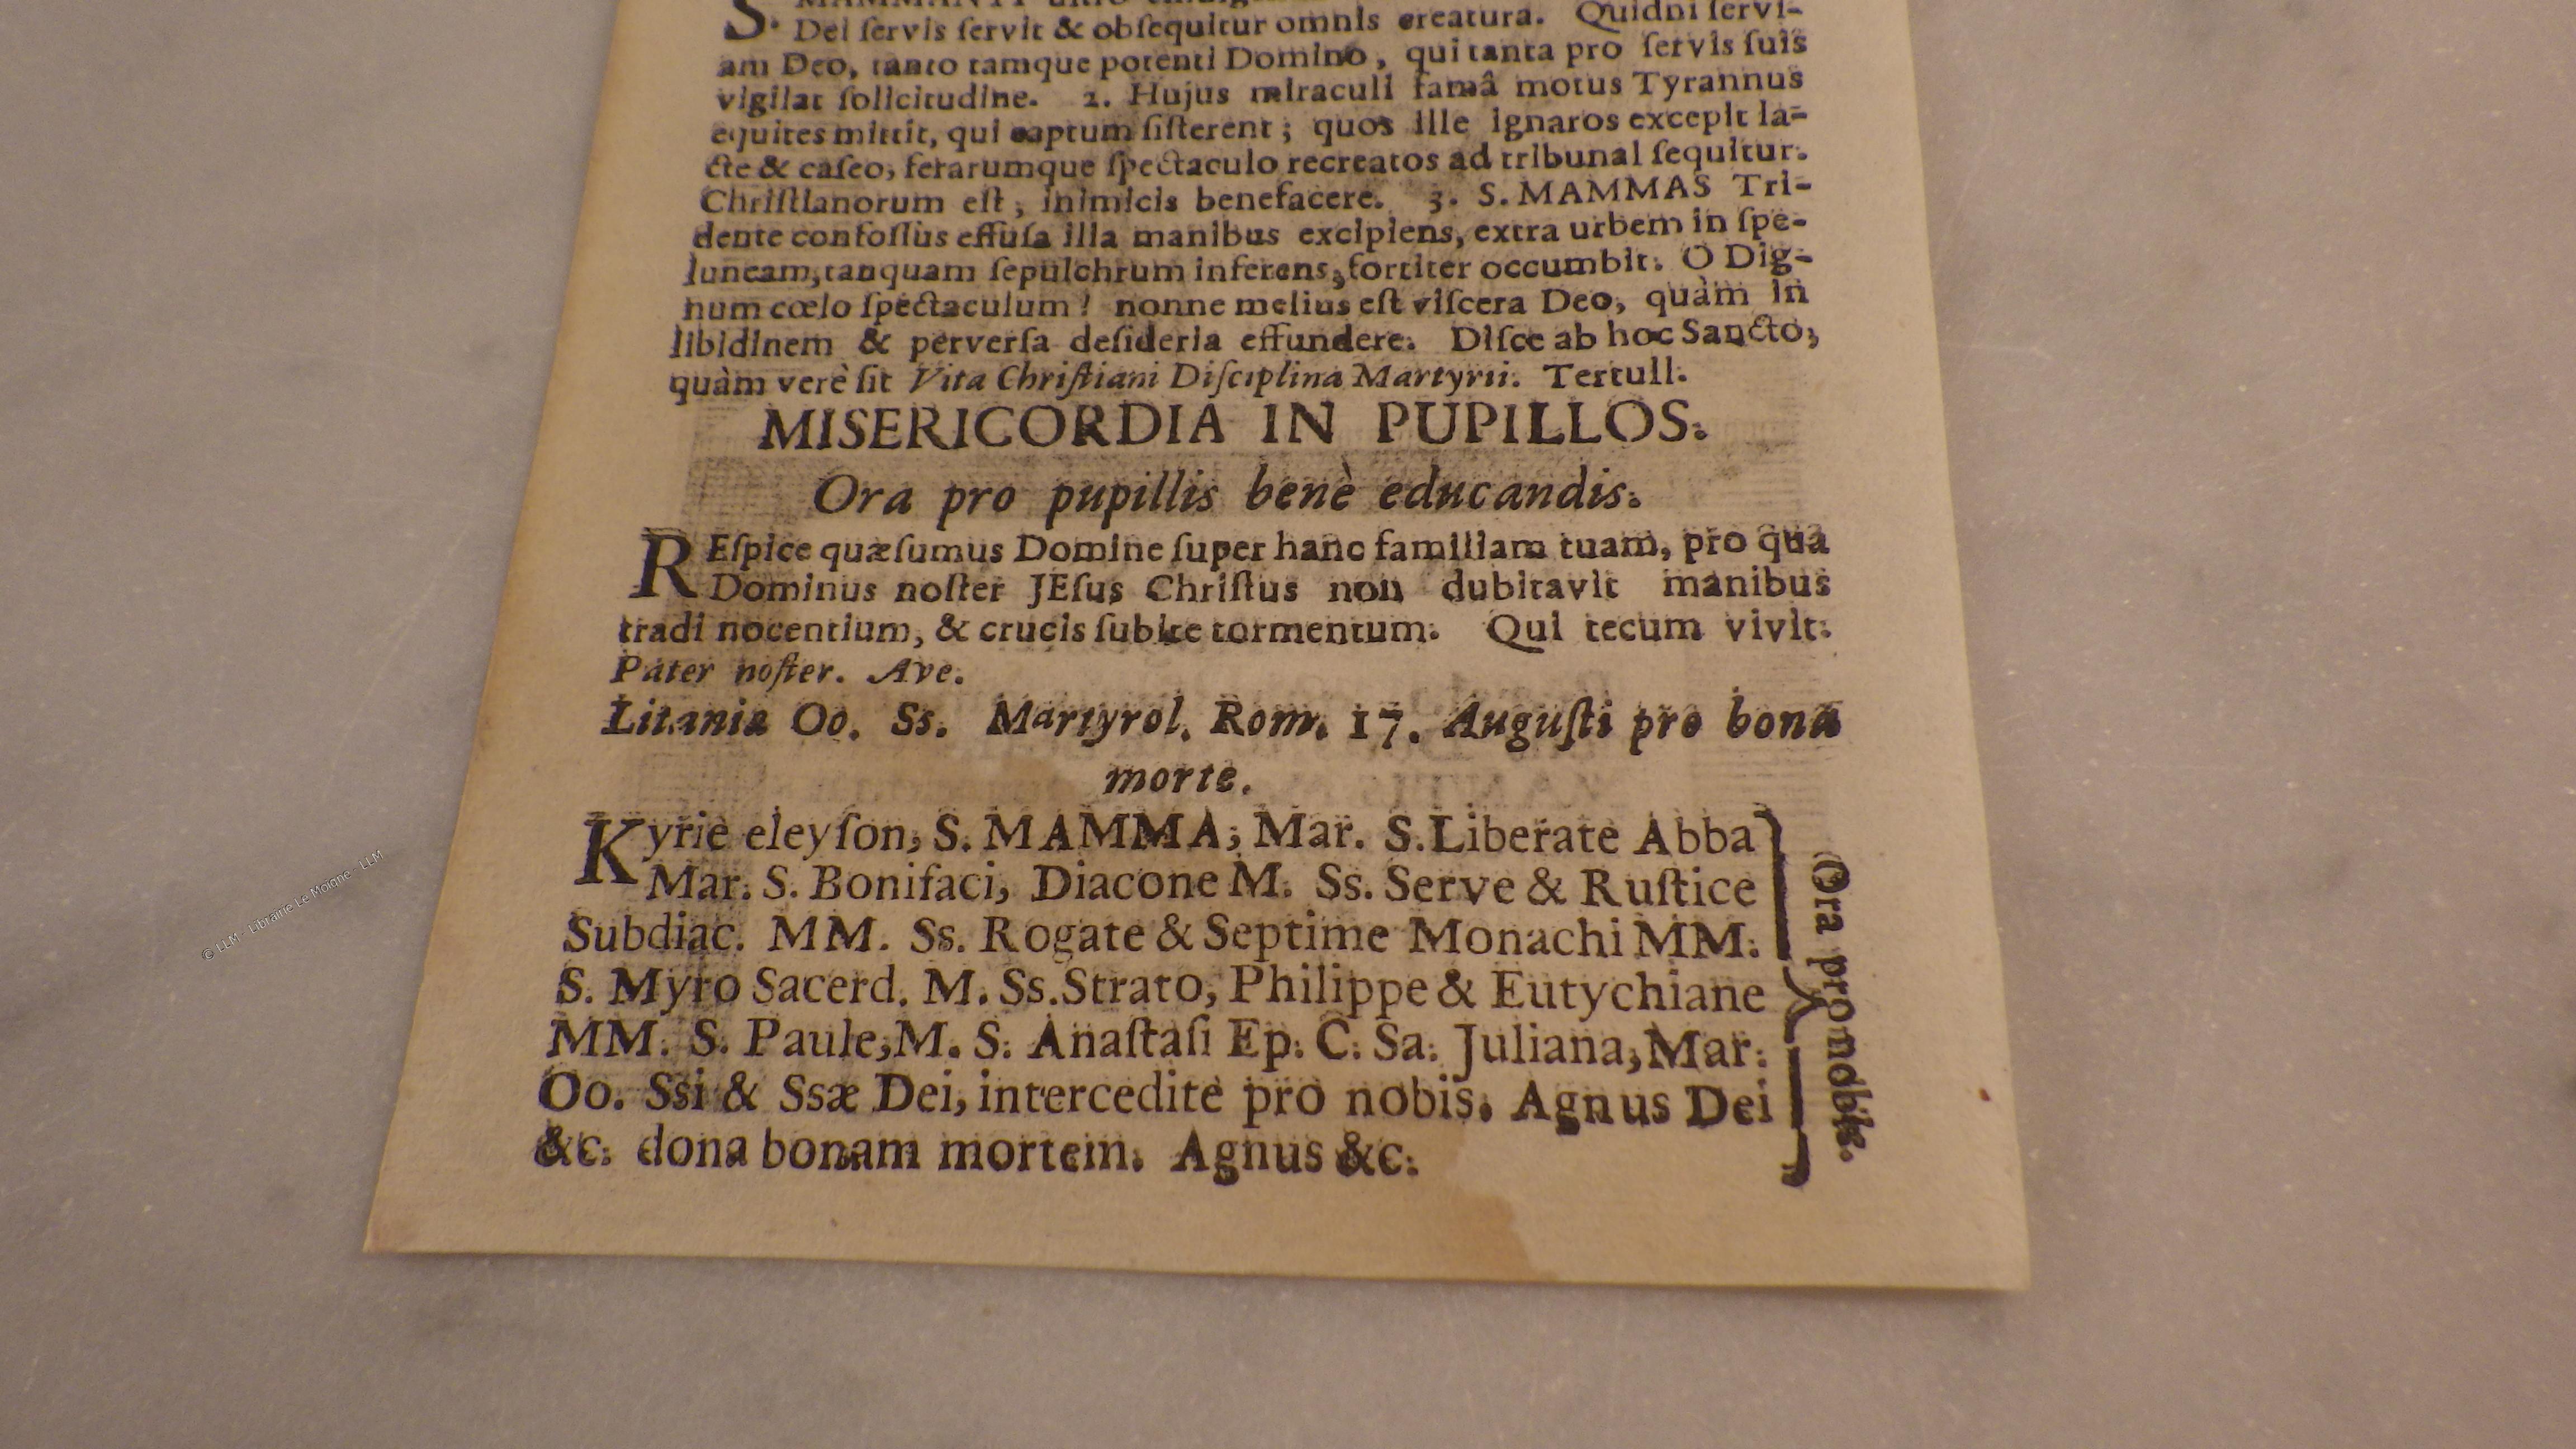 S. MAMMANTI
Dei ſervis ſervit & obſequitur omnis creatura. Quidni ſervi-
am Deo, tanto tamque potenti Domino, qui tanta pro ſervis ſuis
vigilat ſollicitudine. 2. Hujus miraculi famâ motus Tyrannus
equites mittit, qui captum ſiſterent; quos ille ignaros excepit la-
cte & caſeo, ferarumque ſpectaculo recreatos ad tribunal ſequitur.
Chriſtianorum eſt, inimicis benefacere. 3. S. MAMMAS Tri-
dente confoſſus effuſa illa manibus excipiens, extra urbem in ſpe-
luncam, tanquam ſepulchrum inferens, fortiter occumbit. O Dig-
num cœlo ſpectaculum! nonne melius eſt viſcera Deo, quàm in
libidinem & perverſa deſideria effundere. Diſce ab hoc Sancto,
quàm verè ſit Vita Chriſtiani Diſciplina Martyrii. Tertull.
MISERICORDIA IN PUPILLOS.
Ora pro pupillis benè educandis.
REſpice quæſumus Domine ſuper hanc familiam tuam, pro qua
Dominus noſter JEſus Chriſtus non dubitavit manibus
tradi nocentium, & crucis ſubire tormentum. Qui tecum vivit.
Pater noſter. Ave.
Litania Oo. Ss. Martyrol. Rom. 17. Auguſti pro bona
morte.
Kyrie eleyſon, S. MAMMA, Mar. S. Liberate Abba
Mar. S. Bonifaci, Diacone M. Ss. Serve & Ruſtice
Subdiac. MM. Ss. Rogate & Septime Monachi MM.
S. Myro Sacerd. M. Ss. Strato, Philippe & Eutychiane
MM. S. Paule, M. S. Anaſtaſi Ep. C. Sa. Juliana, Mar.
Oo. Ssi & Ssæ Dei, intercedite pro nobis. Agnus Dei
&c. dona bonam mortem. Agnus &c.
Ora pro nobis.
© LLM - Librairie Le Moigne - LLM